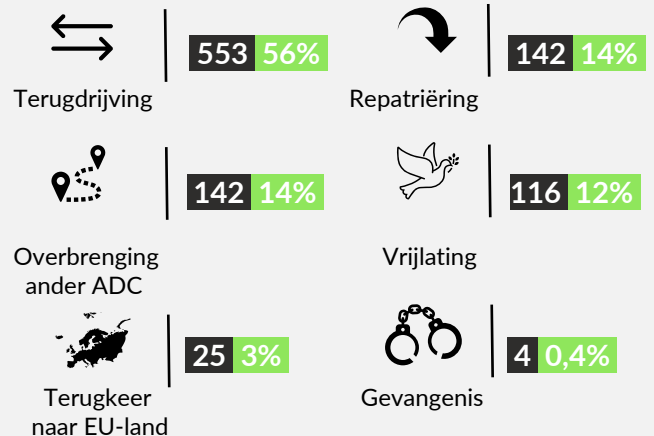 553 56%
Terugdrijving
142 14%
Repatriëring
142 14%
Overbrenging
ander ADC
116 12%
Vrijlating
25 3%
Terugkeer
naar EU-land
4 0,4%
Gevangenis